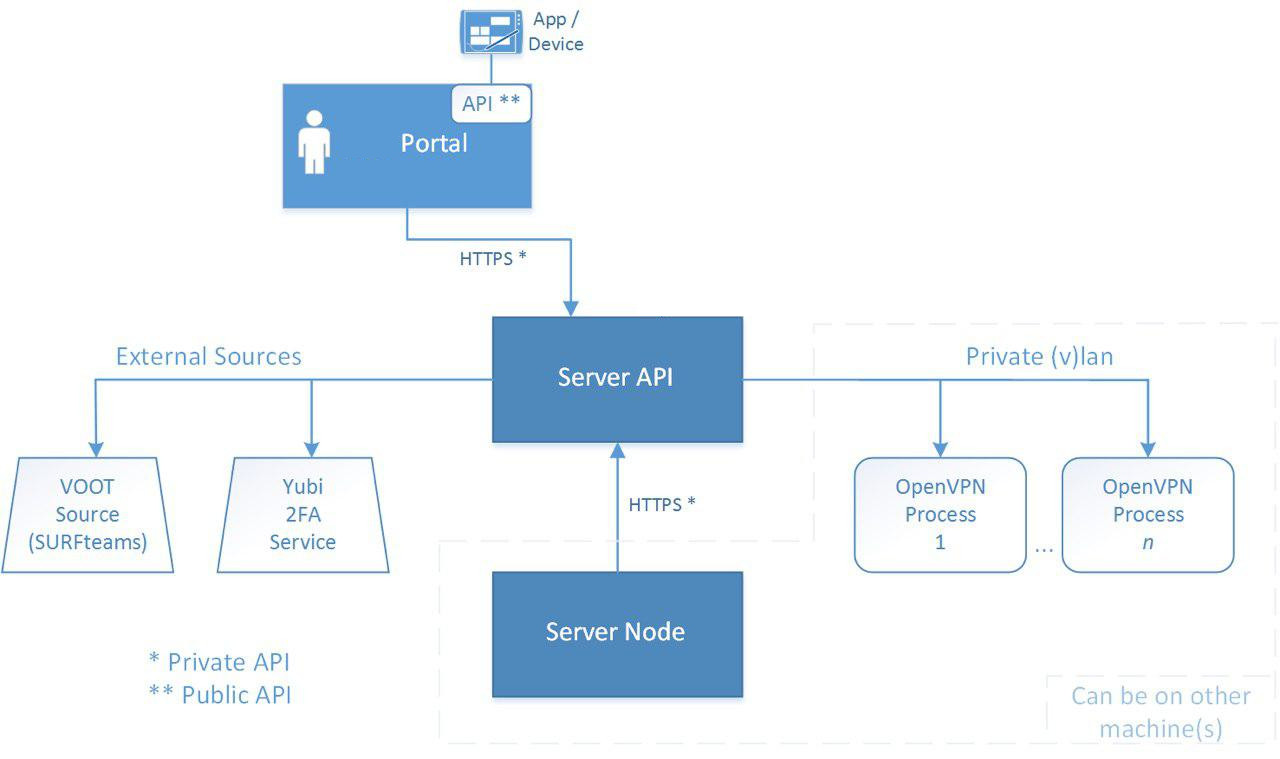 App /
Device
API **
Portal
HTTPS *
External Sources
Server API
Private (v)lan
VOOT
Source
(SURFteams)
Yubi
2FA
Service
HTTPS *
OpenVPN
Process
1
...
OpenVPN
Process
n
Server Node
* Private API
** Public API
Can be on other
machine(s)